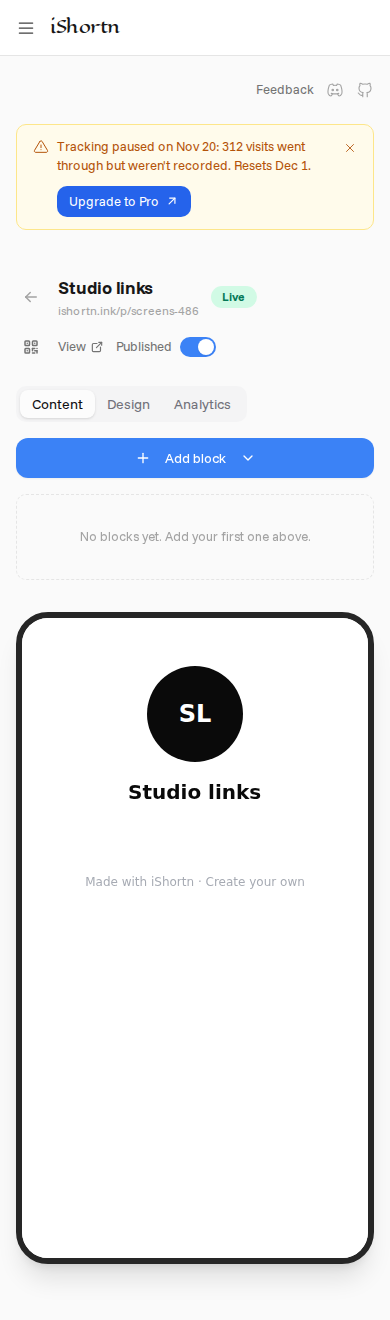 iShortn
Feedback
Tracking paused on Nov 20: 312 visits went
through but weren't recorded. Resets Dec 1.
Upgrade to Pro
Studio links
Live
ishortn.ink/p/screens-486
View
Published
Content
Design
Analytics
Add block
No blocks yet. Add your first one above.
SL
Studio links
Made with iShortn · Create your own